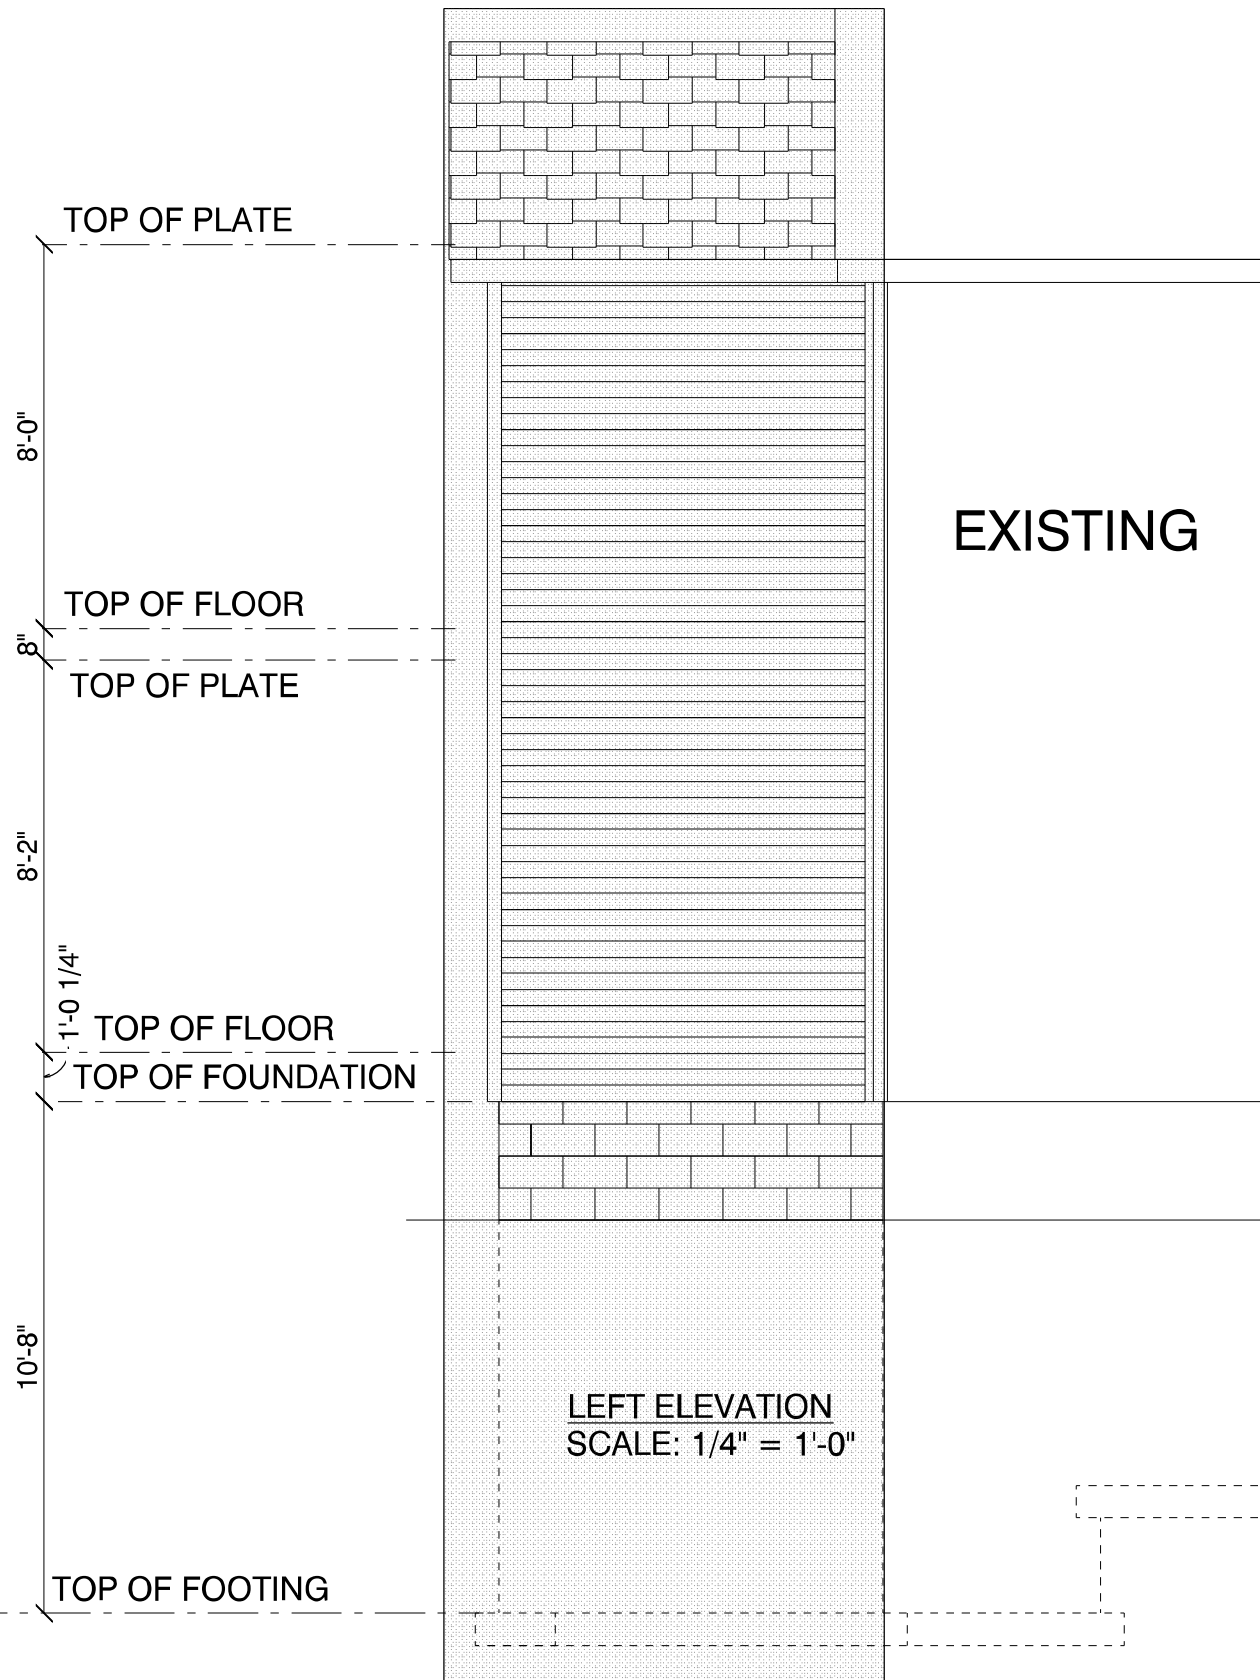 TOP OF PLATE
8'-0"
EXISTING
TOP OF FLOOR
8"
TOP OF PLATE
8'-2"
1'-0 1/4"
TOP OF FLOOR
TOP OF FOUNDATION
10'-8"
LEFT ELEVATION
SCALE: 1/4" = 1'-0"
TOP OF FOOTING